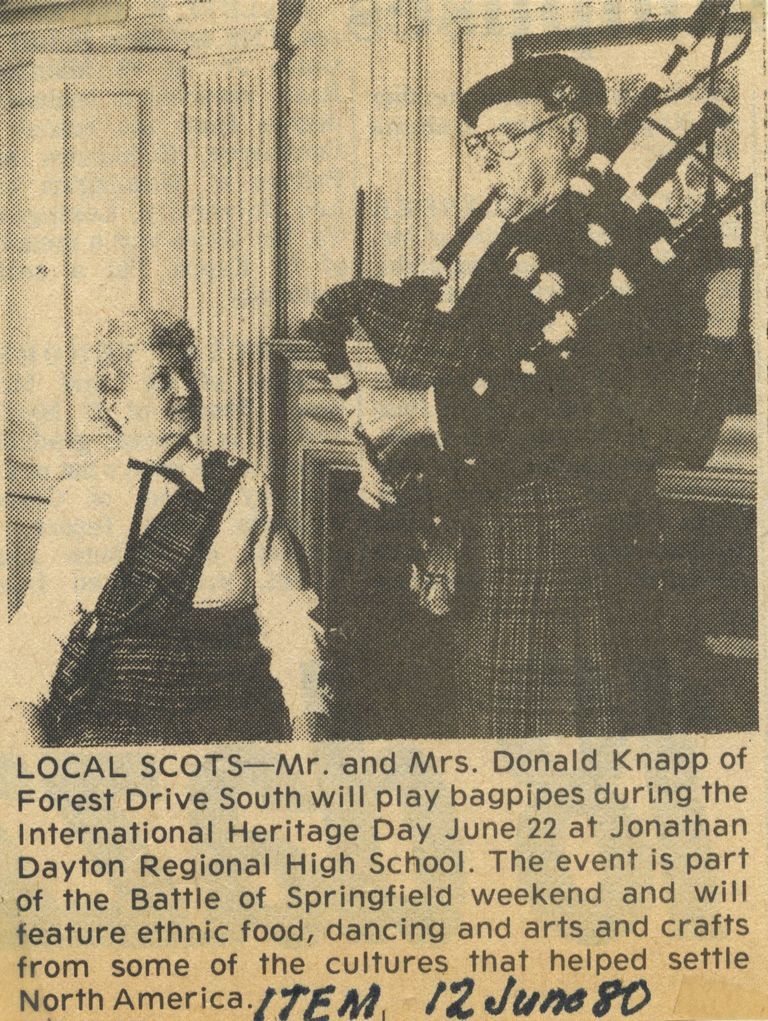 LOCAL SCOTS—Mr. and Mrs. Donald Knapp of
Forest Drive South will play bagpipes during the
International Heritage Day June 22 at Jonathan
Dayton Regional High School. The event is part
of the Battle of Springfield weekend and will
feature ethnic food, dancing and arts and crafts
from some of the cultures that helped settle
North America. ITEM, 12 June 80